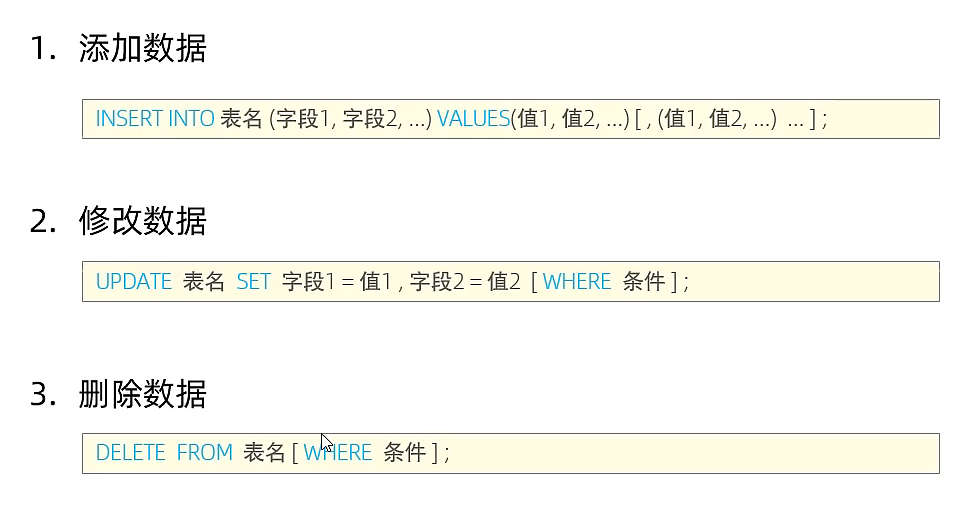 1. 添加数据
INSERT INTO 表名 (字段1, 字段2, ...) VALUES(值1, 值2, ...) [ , (值1, 值2, ...)  ... ] ;
2. 修改数据
UPDATE 表名 SET 字段1 = 值1 , 字段2 = 值2 [ WHERE 条件 ] ;
3. 删除数据
DELETE FROM 表名 [ WHERE 条件 ] ;